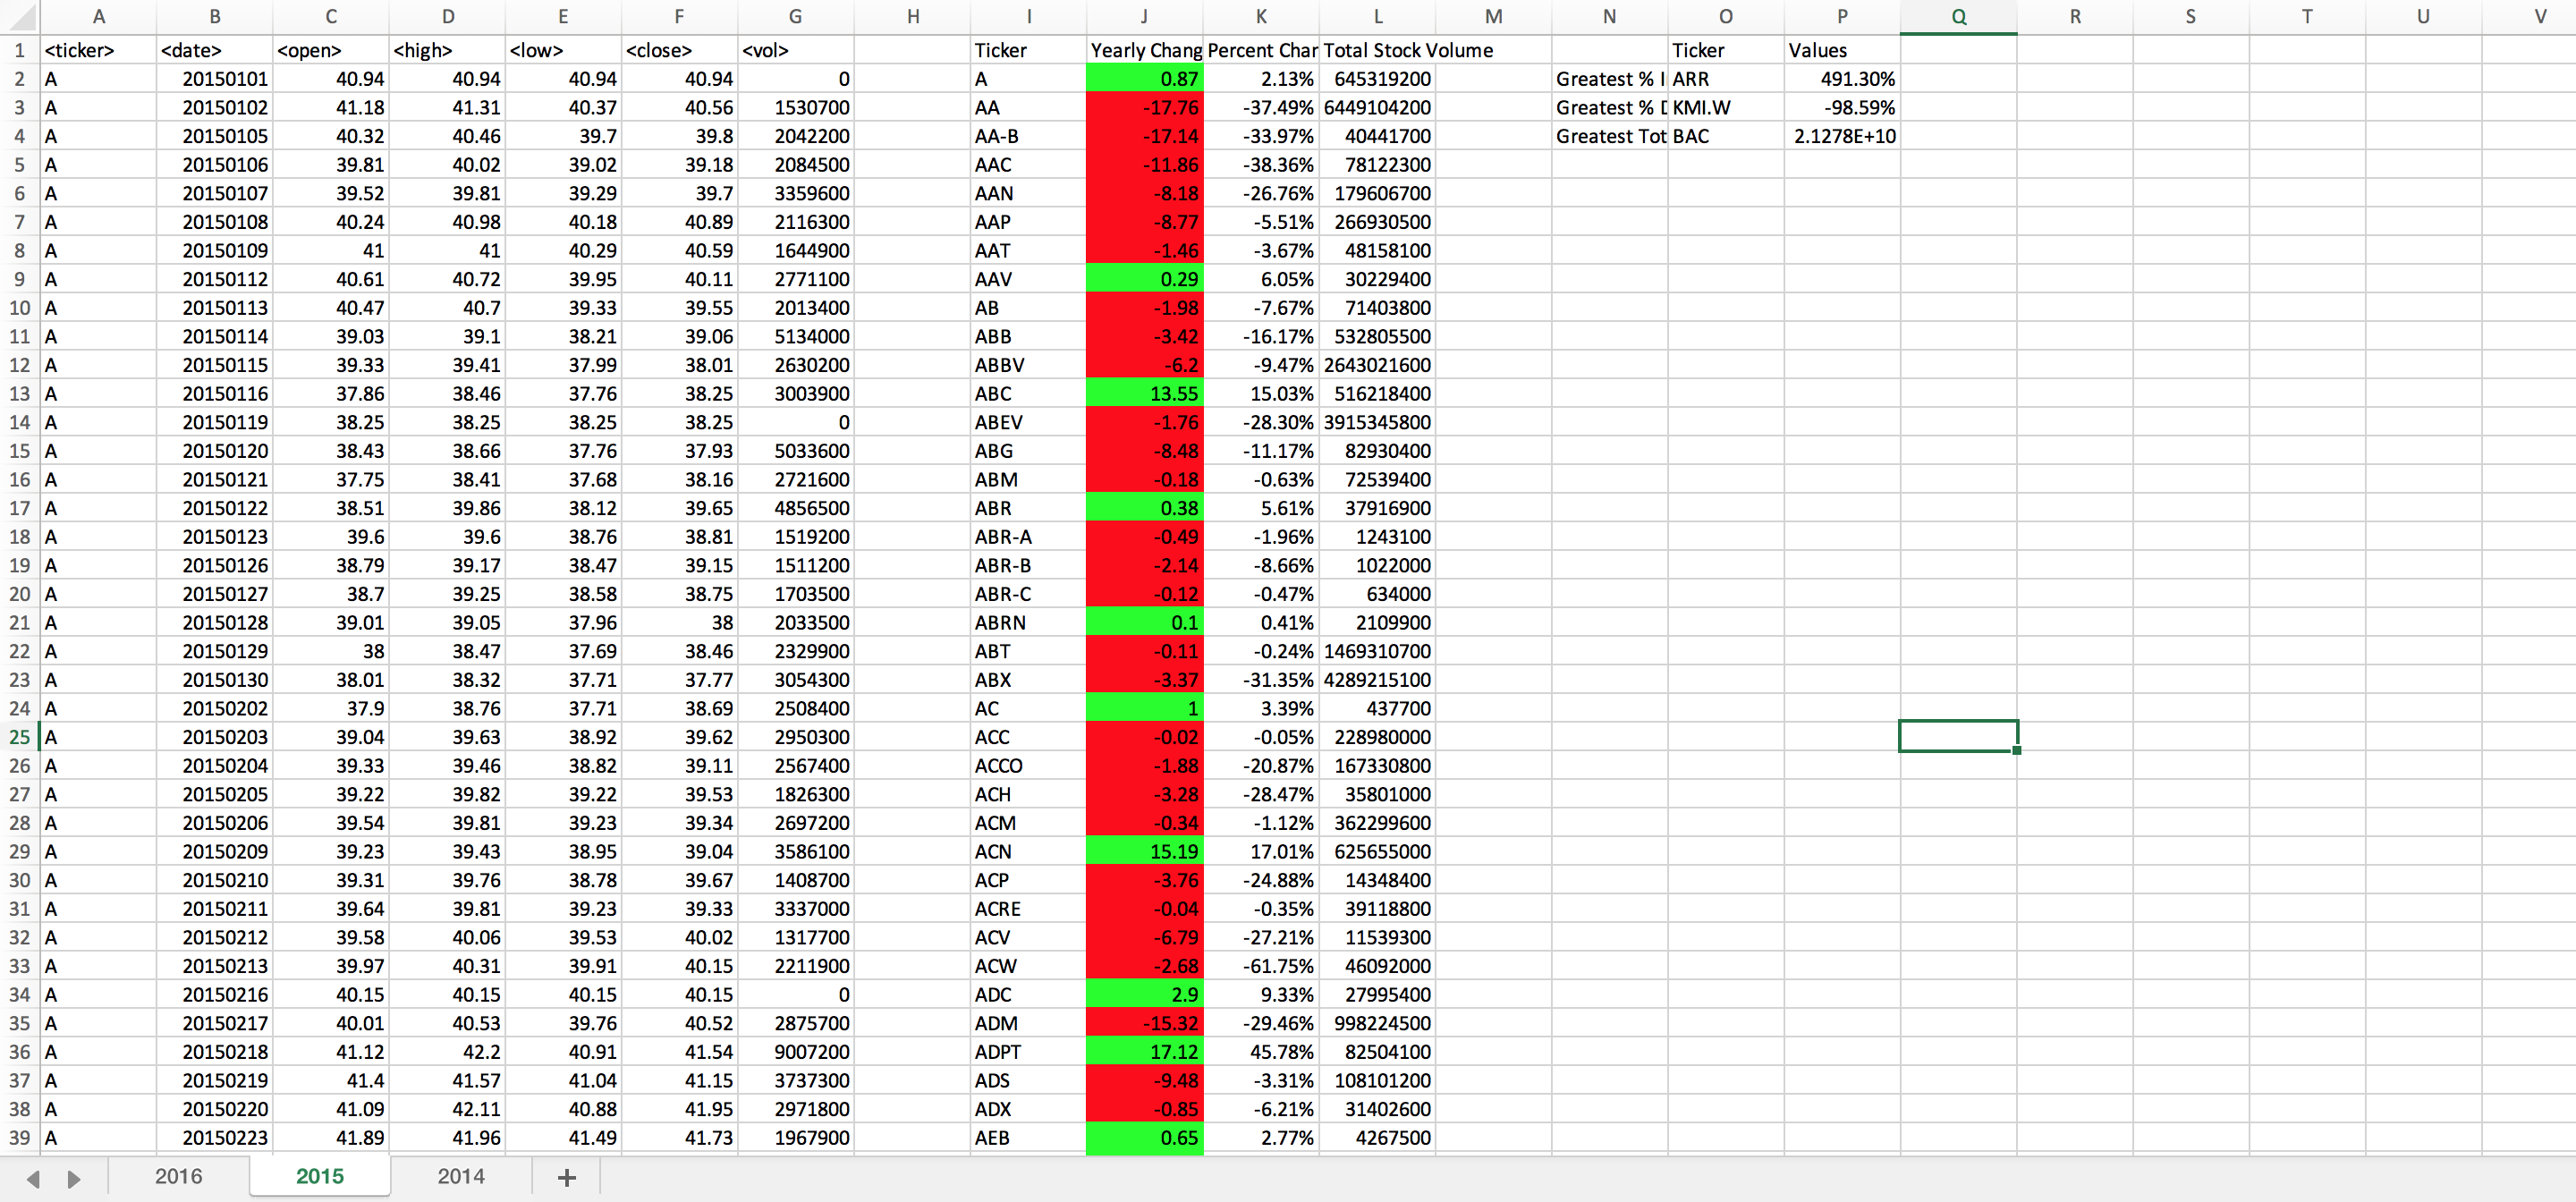 A B C D E F G H I J K L M N O P Q R S T U V
1 <ticker> <date> <open> <high> <low> <close> <vol> Ticker Yearly Chang Percent Char Total Stock Volume Ticker Values
2 A 20150101 40.94 40.94 40.94 40.94 0 A 0.87 2.13% 645319200 Greatest % I ARR 491.30%
3 A 20150102 41.18 41.31 40.37 40.56 1530700 AA -17.76 -37.49% 6449104200 Greatest % D KMI.W -98.59%
4 A 20150105 40.32 40.46 39.7 39.8 2042200 AA-B -17.14 -33.97% 40441700 Greatest Tot BAC 2.1278E+10
5 A 20150106 39.81 40.02 39.02 39.18 2084500 AAC -11.86 -38.36% 78122300
6 A 20150107 39.52 39.81 39.29 39.7 3359600 AAN -8.18 -26.76% 179606700
7 A 20150108 40.24 40.98 40.18 40.89 2116300 AAP -8.77 -5.51% 266930500
8 A 20150109 41 41 40.29 40.59 1644900 AAT -1.46 -3.67% 48158100
9 A 20150112 40.61 40.72 39.95 40.11 2771100 AAV 0.29 6.05% 30229400
10 A 20150113 40.47 40.7 39.33 39.55 2013400 AB -1.98 -7.67% 71403800
11 A 20150114 39.03 39.1 38.21 39.06 5134000 ABB -3.42 -16.17% 532805500
12 A 20150115 39.33 39.41 37.99 38.01 2630200 ABBV -6.2 -9.47% 2643021600
13 A 20150116 37.86 38.46 37.76 38.25 3003900 ABC 13.55 15.03% 516218400
14 A 20150119 38.25 38.25 38.25 38.25 0 ABEV -1.76 -28.30% 3915345800
15 A 20150120 38.43 38.66 37.76 37.93 5033600 ABG -8.48 -11.17% 82930400
16 A 20150121 37.75 38.41 37.68 38.16 2721600 ABM -0.18 -0.63% 72539400
17 A 20150122 38.51 39.86 38.12 39.65 4856500 ABR 0.38 5.61% 37916900
18 A 20150123 39.6 39.6 38.76 38.81 1519200 ABR-A -0.49 -1.96% 1243100
19 A 20150126 38.79 39.17 38.47 39.15 1511200 ABR-B -2.14 -8.66% 1022000
20 A 20150127 38.7 39.25 38.58 38.75 1703500 ABR-C -0.12 -0.47% 634000
21 A 20150128 39.01 39.05 37.96 38 2033500 ABRN 0.1 0.41% 2109900
22 A 20150129 38 38.47 37.69 38.46 2329900 ABT -0.11 -0.24% 1469310700
23 A 20150130 38.01 38.32 37.71 37.77 3054300 ABX -3.37 -31.35% 4289215100
24 A 20150202 37.9 38.76 37.71 38.69 2508400 AC 1 3.39% 437700
25 A 20150203 39.04 39.63 38.92 39.62 2950300 ACC -0.02 -0.05% 228980000
26 A 20150204 39.33 39.46 38.82 39.11 2567400 ACCO -1.88 -20.87% 167330800
27 A 20150205 39.22 39.82 39.22 39.53 1826300 ACH -3.28 -28.47% 35801000
28 A 20150206 39.54 39.81 39.23 39.34 2697200 ACM -0.34 -1.12% 362299600
29 A 20150209 39.23 39.43 38.95 39.04 3586100 ACN 15.19 17.01% 625655000
30 A 20150210 39.31 39.76 38.78 39.67 1408700 ACP -3.76 -24.88% 14348400
31 A 20150211 39.64 39.81 39.23 39.33 3337000 ACRE -0.04 -0.35% 39118800
32 A 20150212 39.58 40.06 39.53 40.02 1317700 ACV -6.79 -27.21% 11539300
33 A 20150213 39.97 40.31 39.91 40.15 2211900 ACW -2.68 -61.75% 46092000
34 A 20150216 40.15 40.15 40.15 40.15 0 ADC 2.9 9.33% 27995400
35 A 20150217 40.01 40.53 39.76 40.52 2875700 ADM -15.32 -29.46% 998224500
36 A 20150218 41.12 42.2 40.91 41.54 9007200 ADPT 17.12 45.78% 82504100
37 A 20150219 41.4 41.57 41.04 41.15 3737300 ADS -9.48 -3.31% 108101200
38 A 20150220 41.09 42.11 40.88 41.95 2971800 ADX -0.85 -6.21% 31402600
39 A 20150223 41.89 41.96 41.49 41.73 1967900 AEB 0.65 2.77% 4267500
2016 2015 2014 +